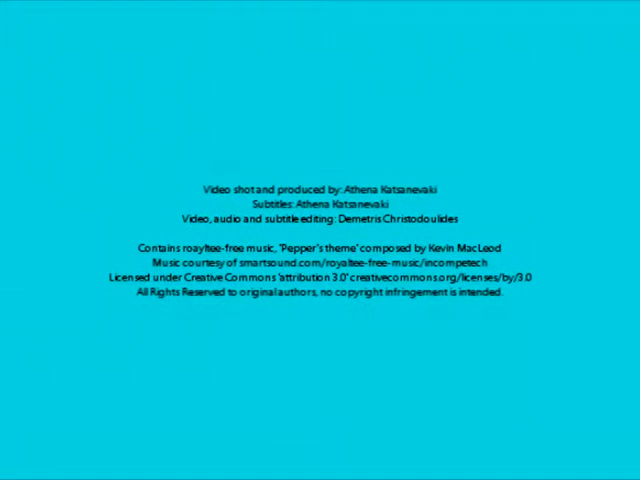 Video shot and produced by: Athena Katsanevaki
Subtitles: Athena Katsanevaki
Video, audio and subtitle editing: Demetris Christodoulides
Contains roayltee-free music, 'Pepper's theme' composed by Kevin MacLeod
Music courtesy of smartsound.com/royaltee-free-music/incompetech
Licensed under Creative Commons 'attribution 3.0' creativecommons.org/licenses/by/3.0
All Rights Reserved to original authors, no copyright infringement is intended.